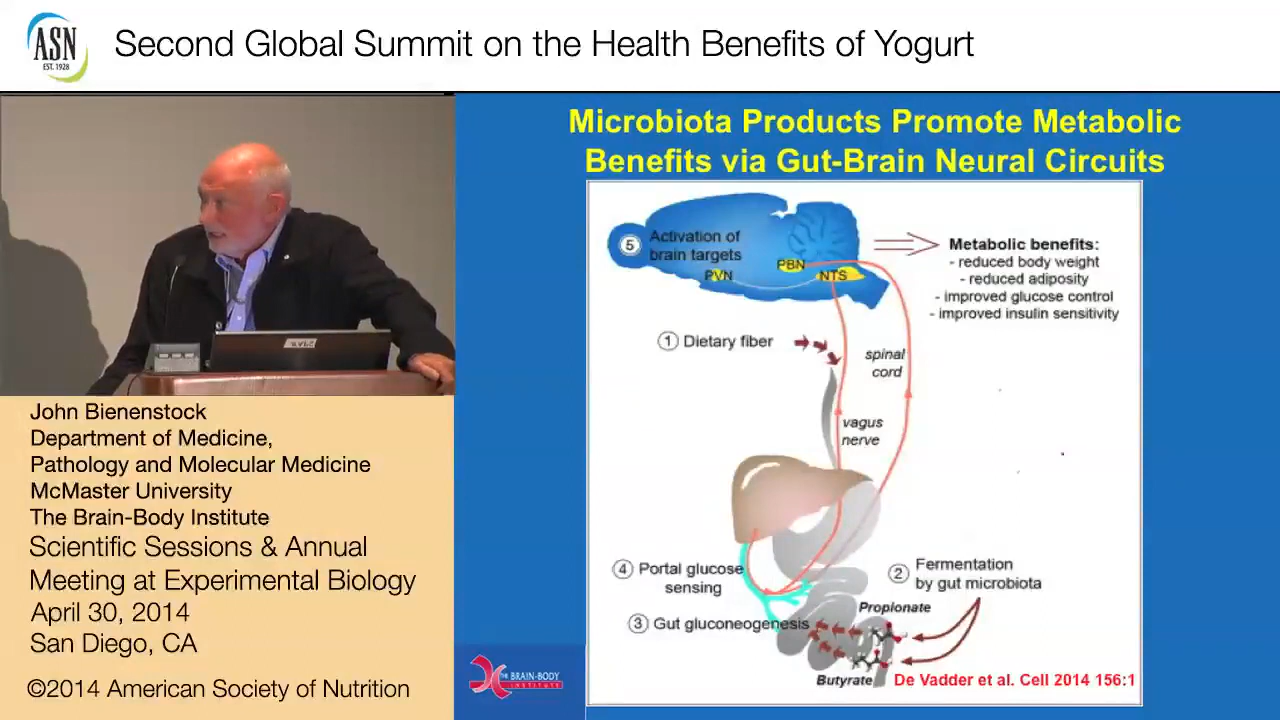 ASN
EST. 1928
Second Global Summit on the Health Benefits of Yogurt
John Bienenstock
Department of Medicine,
Pathology and Molecular Medicine
McMaster University
The Brain-Body Institute
Scientific Sessions & Annual
Meeting at Experimental Biology
April 30, 2014
San Diego, CA
©2014 American Society of Nutrition
Microbiota Products Promote Metabolic
Benefits via Gut-Brain Neural Circuits
5 Activation of
brain targets
PVN
PBN
NTS
Metabolic benefits:
- reduced body weight
- reduced adiposity
- improved glucose control
- improved insulin sensitivity
1 Dietary fiber
spinal
cord
vagus
nerve
4 Portal glucose
sensing
2 Fermentation
by gut microbiota
3 Gut gluconeogenesis
Propionate
Butyrate
De Vadder et al. Cell 2014 156:1
THE BRAIN-BODY
INSTITUTE